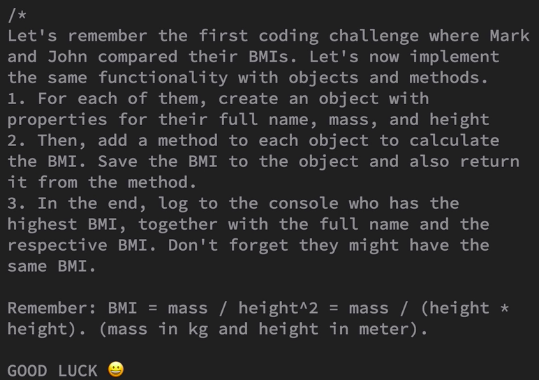 /*
Let's remember the first coding challenge where Mark
and John compared their BMIs. Let's now implement
the same functionality with objects and methods.
1. For each of them, create an object with
properties for their full name, mass, and height
2. Then, add a method to each object to calculate
the BMI. Save the BMI to the object and also return
it from the method.
3. In the end, log to the console who has the
highest BMI, together with the full name and the
respective BMI. Don't forget they might have the
same BMI.

Remember: BMI = mass / height^2 = mass / (height *
height). (mass in kg and height in meter).

GOOD LUCK 😀